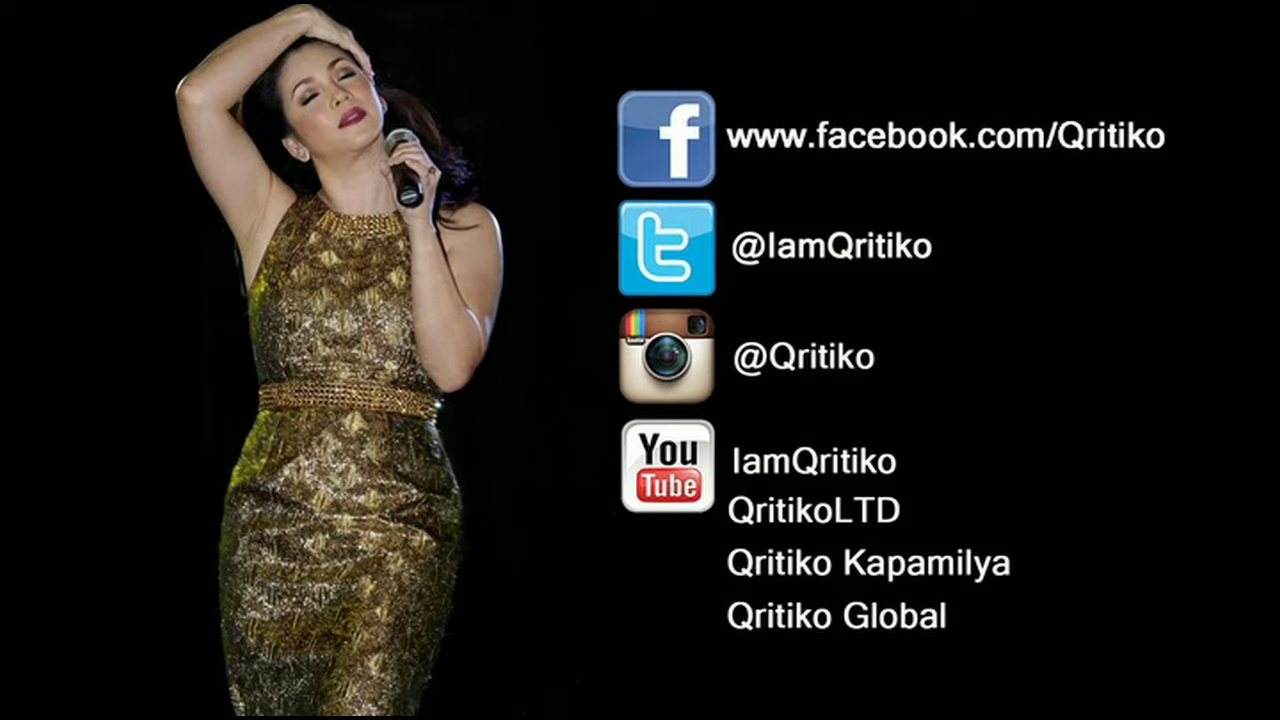 www.facebook.com/Qritiko
@IamQritiko
@Qritiko
You
Tube
IamQritiko
QritikoLTD
Qritiko Kapamilya
Qritiko Global